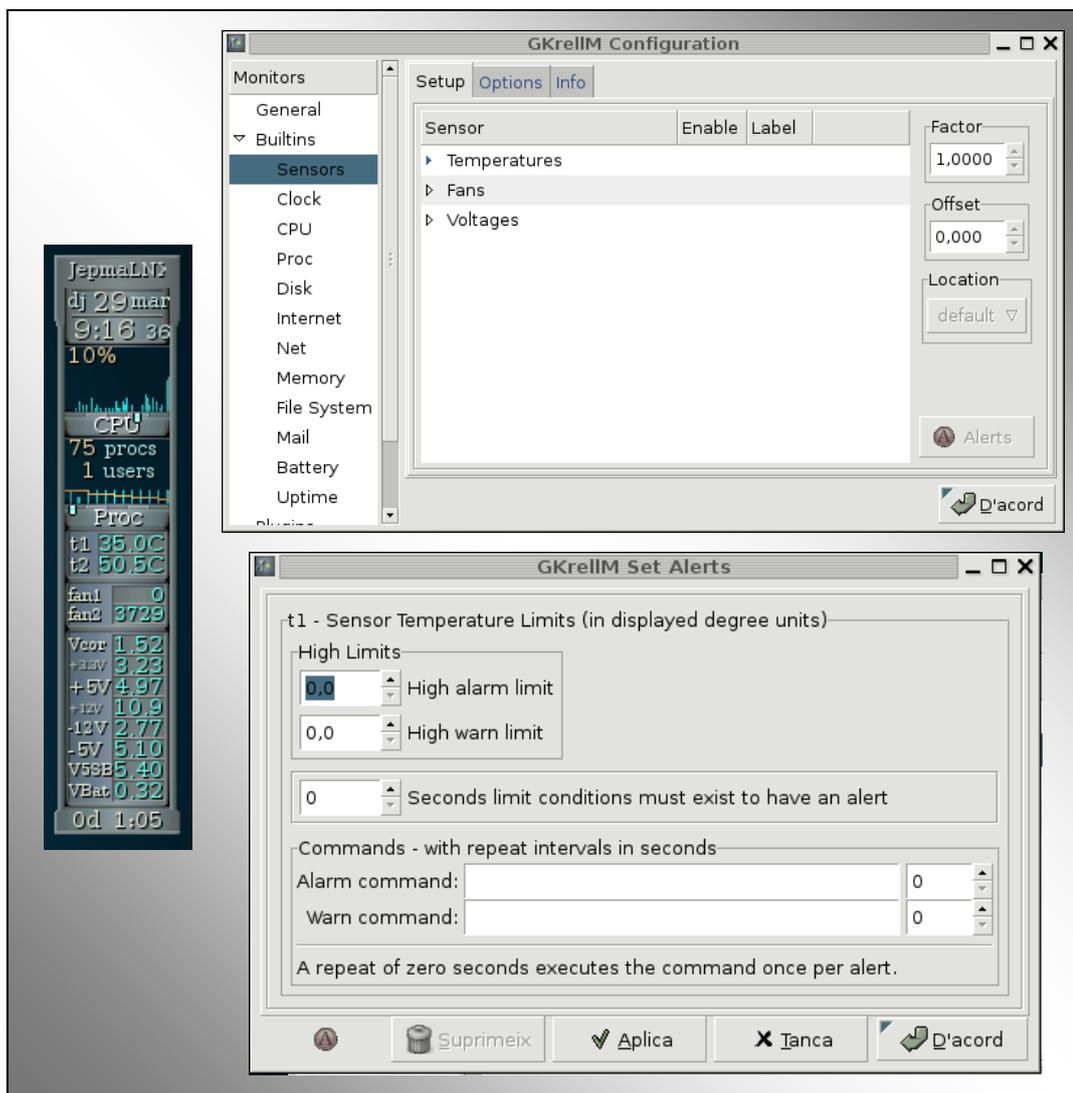 GKrellM Configuration
Monitors
General
Builtins
Sensors
Clock
CPU
Proc
Disk
Internet
Net
Memory
File System
Mail
Battery
Uptime
Setup Options Info
Sensor Enable Label
Temperatures
Fans
Voltages
Factor
1,0000
Offset
0,000
Location
default
Alerts
D'acord
dj 29 mar
9:16 36
10%
CPU
75 procs
1 users
Proc
t1 35.0C
t2 50.5C
fan1 0
fan2 3729
Vcor 1.52
+3.3V 3.23
+5V 4.97
+12V 10.9
-12V 2.77
-5V 5.10
V5SB 5.40
VBat 0.32
0d 1:05
GKrellM Set Alerts
t1 - Sensor Temperature Limits (in displayed degree units)
High Limits
0,0 High alarm limit
0,0 High warn limit
0 Seconds limit conditions must exist to have an alert
Commands - with repeat intervals in seconds
Alarm command: 0
Warn command: 0
A repeat of zero seconds executes the command once per alert.
Suprimeix Aplica Tanca D'acord